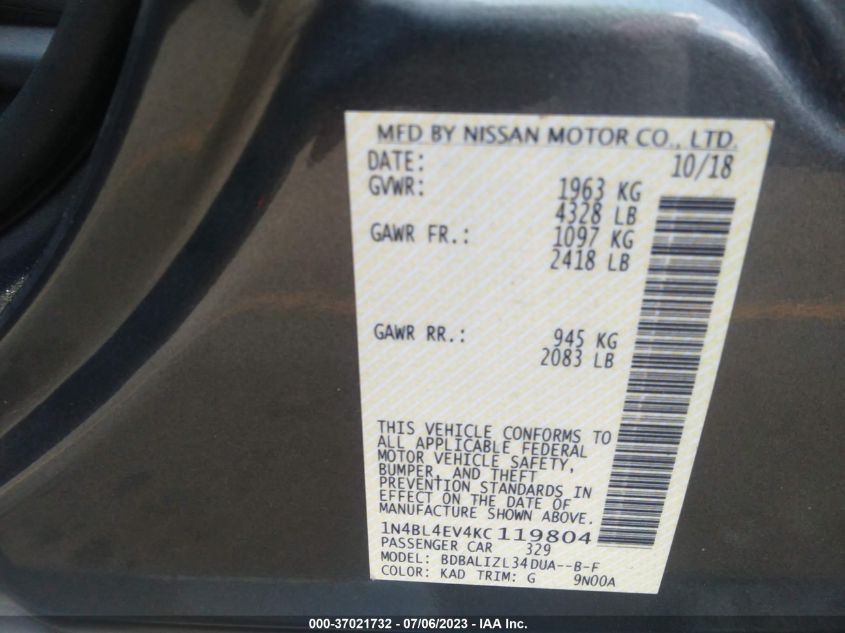 MFD BY NISSAN MOTOR CO., LTD.
DATE: 10/18
GVWR: 1963 KG
4328 LB
GAWR FR.: 1097 KG
2418 LB
GAWR RR.: 945 KG
2083 LB
THIS VEHICLE CONFORMS TO
ALL APPLICABLE FEDERAL
MOTOR VEHICLE SAFETY,
BUMPER, AND THEFT
PREVENTION STANDARDS IN
EFFECT ON THE DATE OF
MANUFACTURE SHOWN ABOVE.
1N4BL4EV4KC119804
PASSENGER CAR 329
MODEL: BDBALIZL34DUA--B-F
COLOR: KAD TRIM: G 9N00A
000-37021732 - 07/06/2023 - IAA Inc.